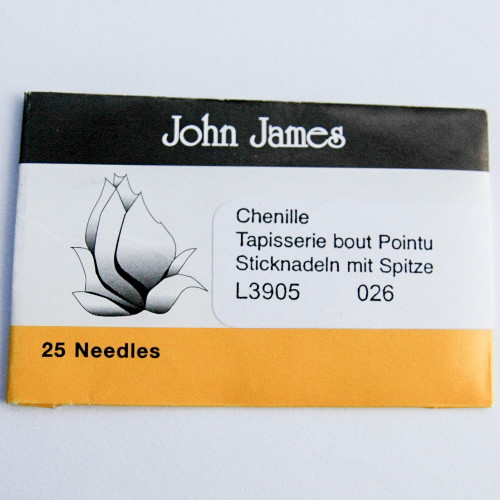 John James
Chenille
Tapisserie bout Pointu
Sticknadeln mit Spitze
L3905 026
25 Needles